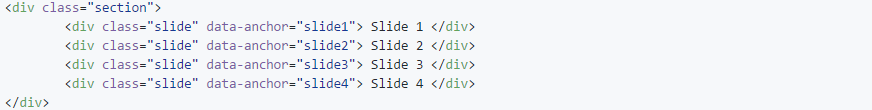 <div class="section">
<div class="slide" data-anchor="slide1"> Slide 1 </div>
<div class="slide" data-anchor="slide2"> Slide 2 </div>
<div class="slide" data-anchor="slide3"> Slide 3 </div>
<div class="slide" data-anchor="slide4"> Slide 4 </div>
</div>